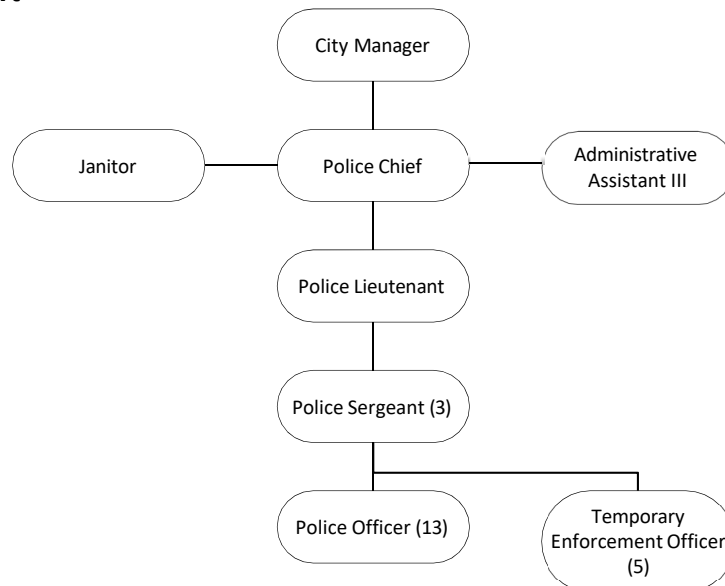 City Manager
Janitor
Police Chief
Administrative
Assistant III
Police Lieutenant
Police Sergeant (3)
Police Officer (13)
Temporary
Enforcement Officer
(5)